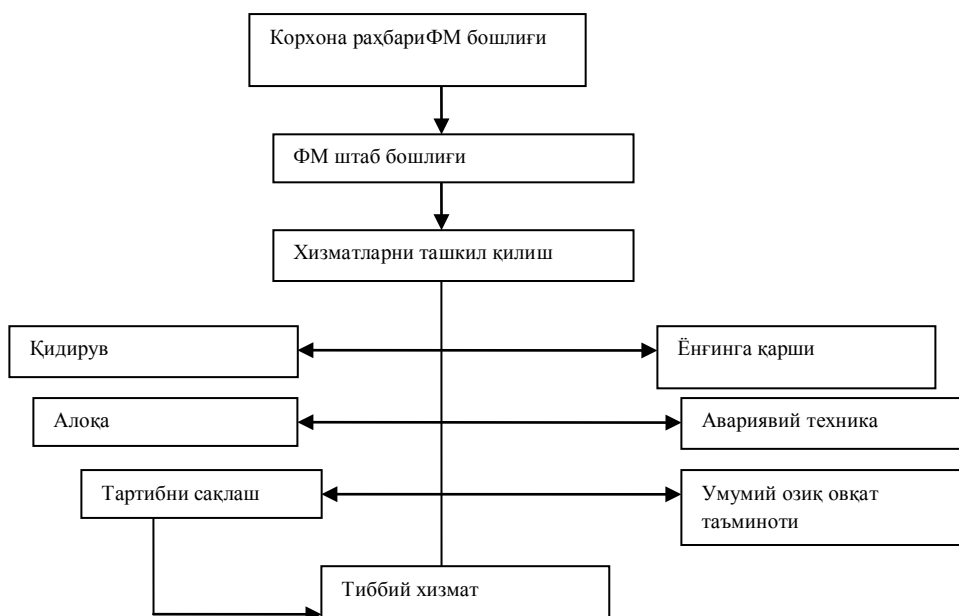 Корхона раҳбариФМ бошлиғи
ФМ штаб бошлиғи
Хизматларни ташкил қилиш
Қидирув
Ёнғинга қарши
Алоқа
Авариявий техника
Тартибни сақлаш
Умумий озиқ овқат
таъминоти
Тиббий хизмат